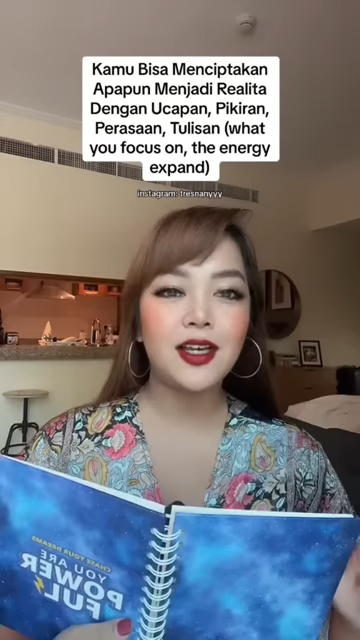 Kamu Bisa Menciptakan
Apapun Menjadi Realita
Dengan Ucapan, Pikiran,
Perasaan, Tulisan (what
you focus on, the energy
expand)
instagram: tresnanyyy
CHASE YOUR DREAMS
YOU ARE
POWER
FUL